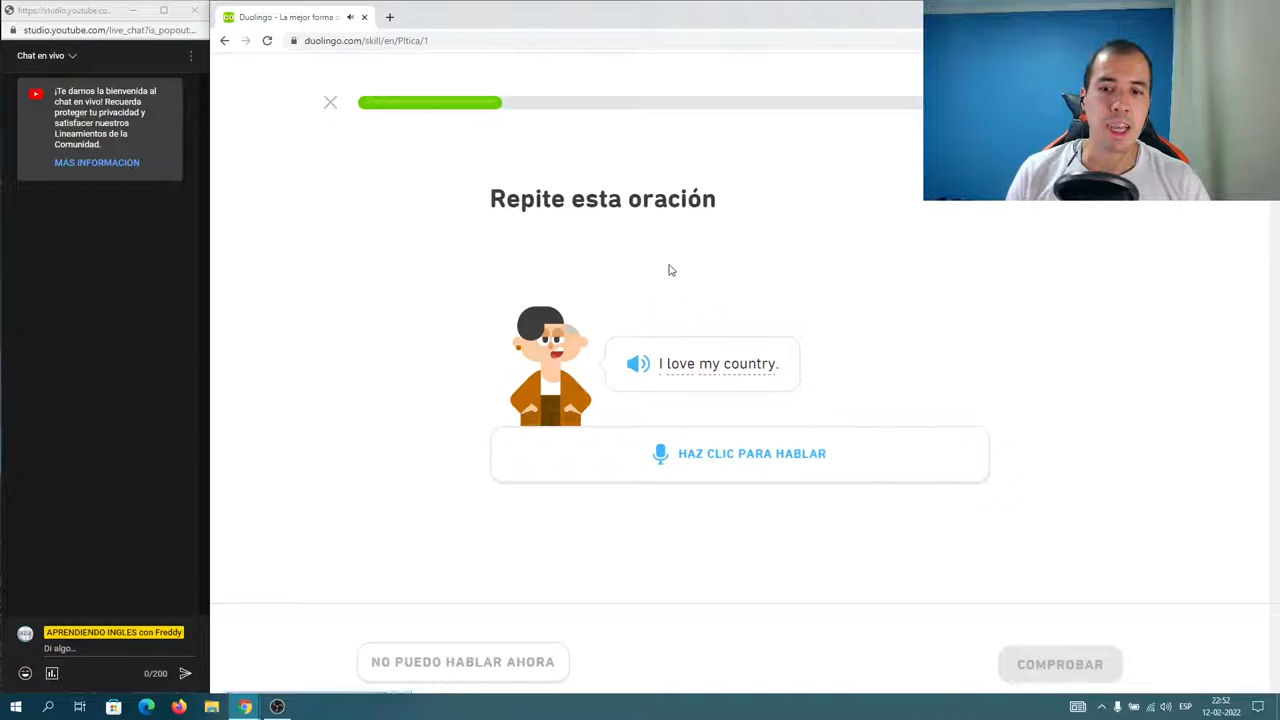 https://studio.youtube.co...
studio.youtube.com/live_chat?is_popout...
Chat en vivo
¡Te damos la bienvenida al
chat en vivo! Recuerda
proteger tu privacidad y
satisfacer nuestros
Lineamientos de la
Comunidad.
MÁS INFORMACIÓN
APRENDIENDO INGLES con Freddy
Di algo...
0/200
Duolingo - La mejor forma
duolingo.com/skill/en/Pltica/1
Repite esta oración
I love my country.
HAZ CLIC PARA HABLAR
NO PUEDO HABLAR AHORA
COMPROBAR
ESP
22:52
12-02-2022